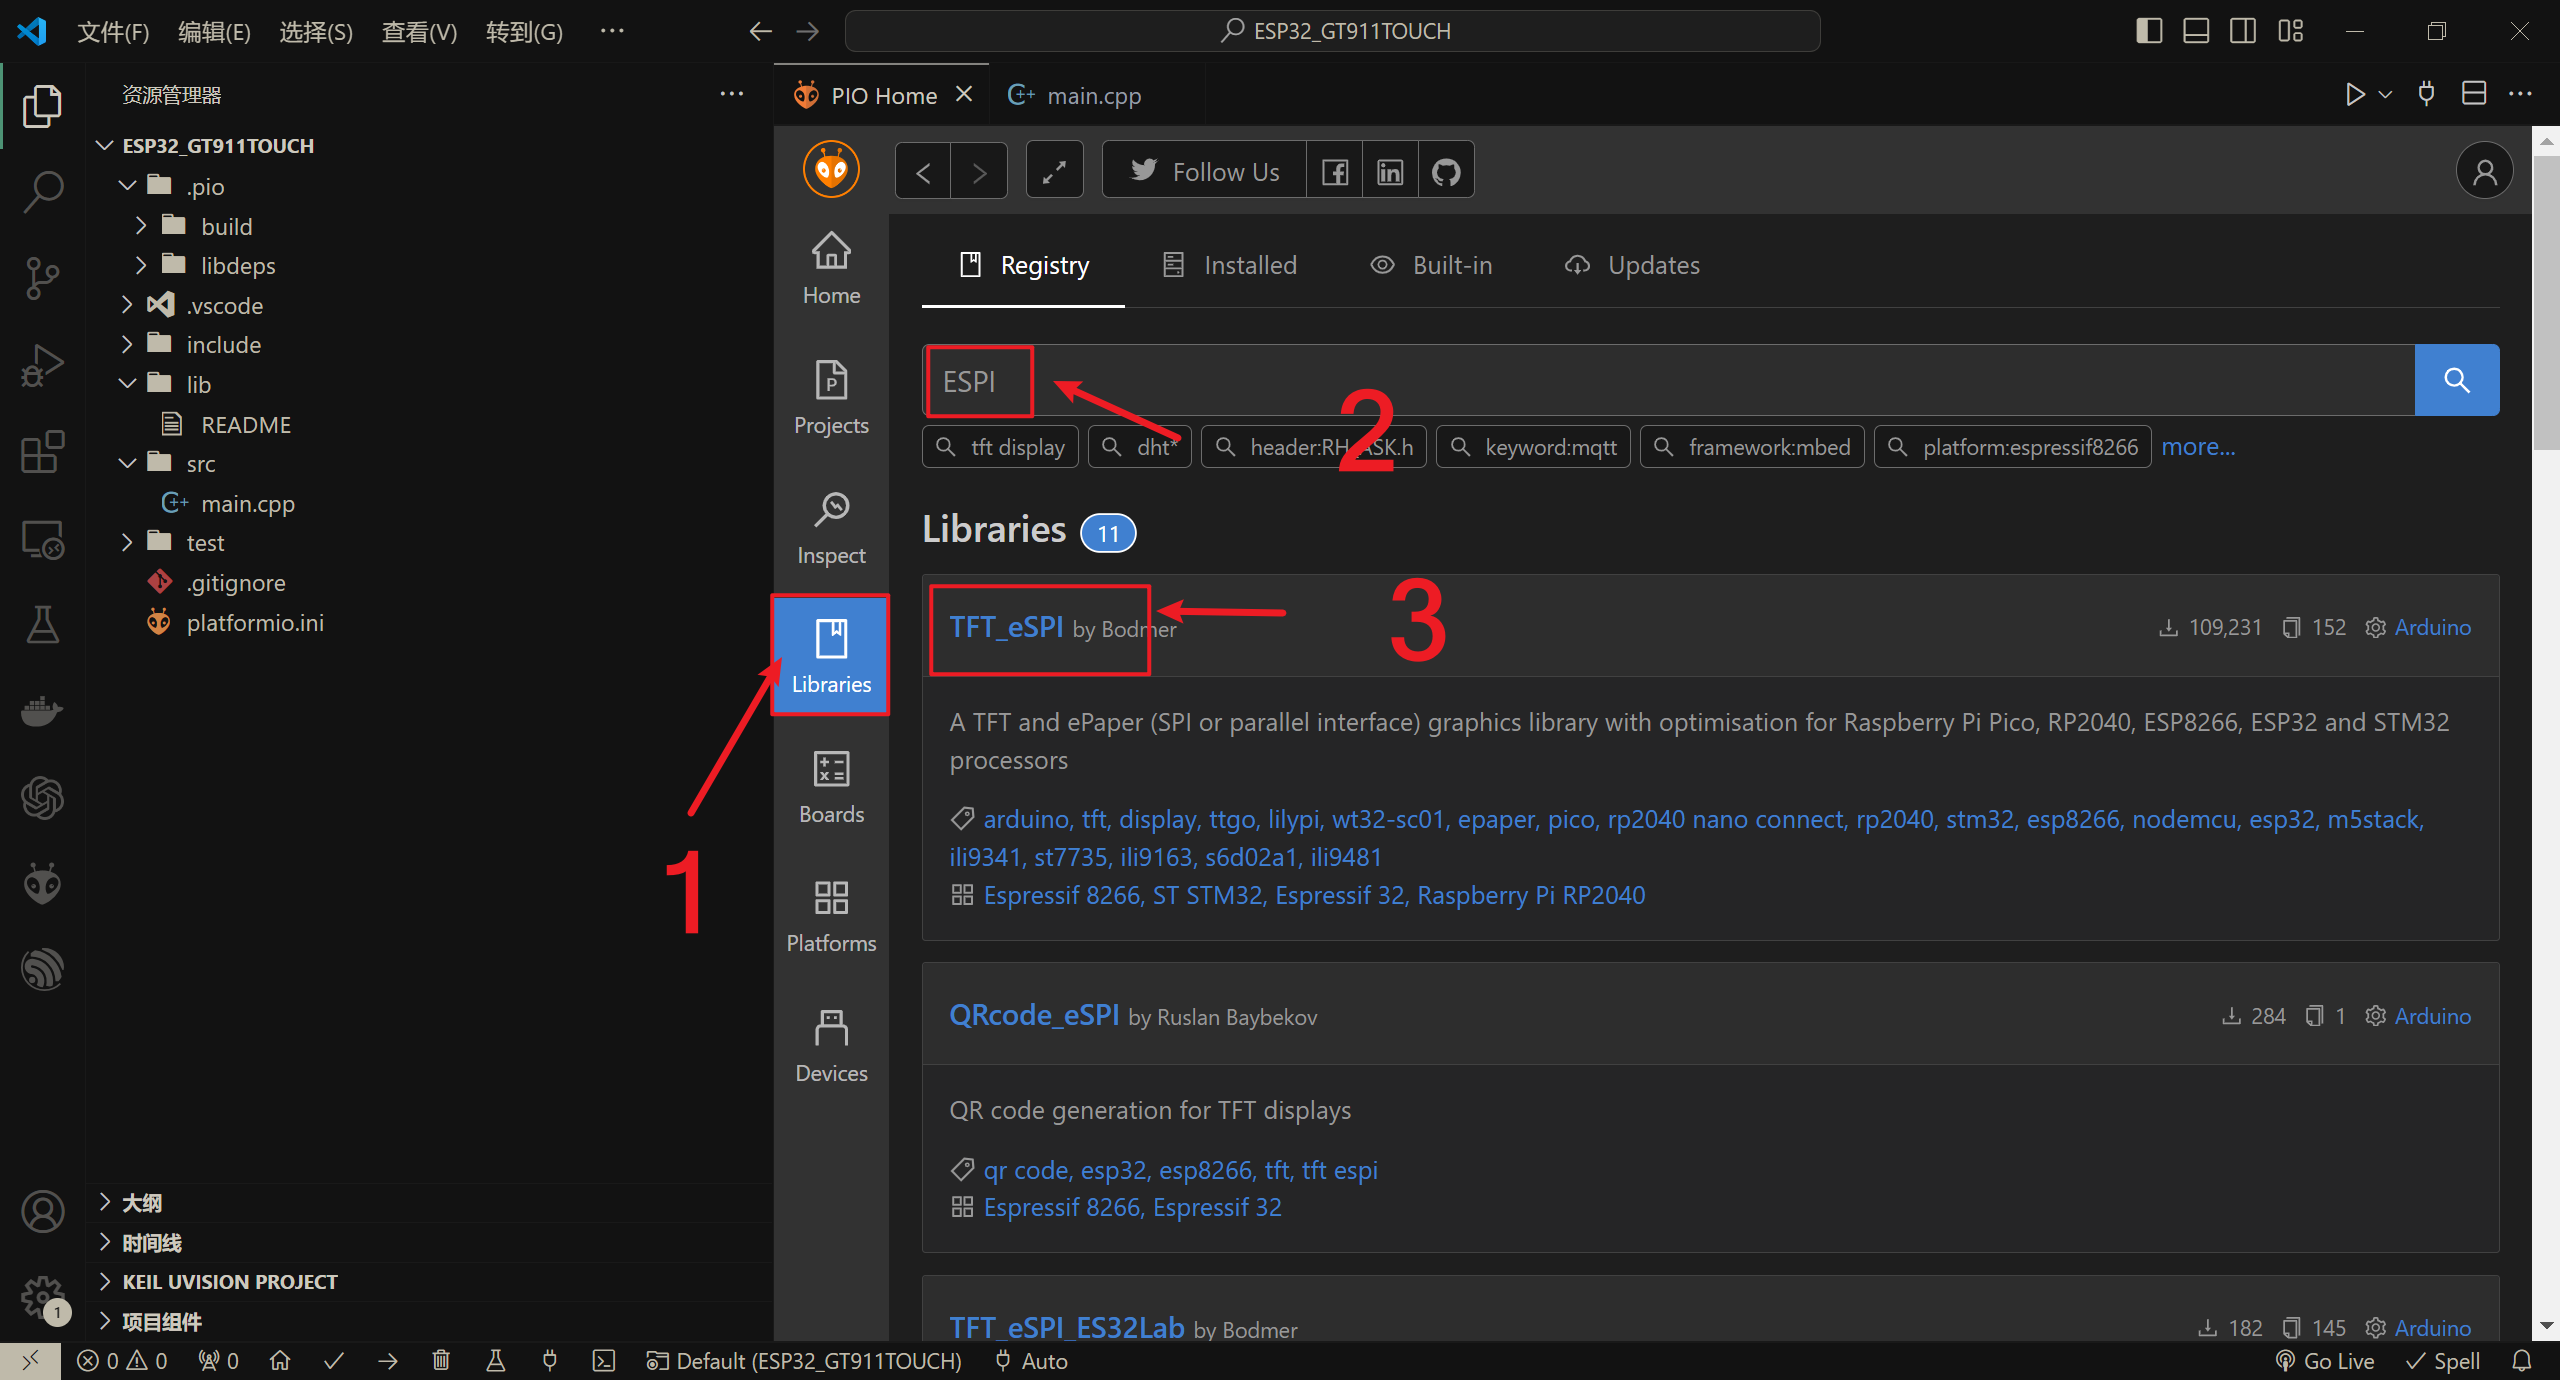 文件(F) 编辑(E) 选择(S) 查看(V) 转到(G) ··· ESP32_GT911TOUCH
资源管理器
ESP32_GT911TOUCH
.pio
build
libdeps
.vscode
include
lib
README
src
main.cpp
test
.gitignore
platformio.ini
大纲
时间线
KEIL UVISION PROJECT
项目组件
1
PIO Home
main.cpp
Follow Us
Home
Projects
Inspect
Libraries
Boards
Platforms
Devices
1
Registry Installed Built-in Updates
ESPI
2
tft display dht* header:RH_ASK.h keyword:mqtt framework:mbed platform:espressif8266 more...
Libraries 11
TFT_eSPI by Bodmer 109,231 152 Arduino
3
A TFT and ePaper (SPI or parallel interface) graphics library with optimisation for Raspberry Pi Pico, RP2040, ESP8266, ESP32 and STM32
processors
arduino, tft, display, ttgo, lilypi, wt32-sc01, epaper, pico, rp2040 nano connect, rp2040, stm32, esp8266, nodemcu, esp32, m5stack,
ili9341, st7735, ili9163, s6d02a1, ili9481
Espressif 8266, ST STM32, Espressif 32, Raspberry Pi RP2040
QRcode_eSPI by Ruslan Baybekov 284 1 Arduino
QR code generation for TFT displays
qr code, esp32, esp8266, tft, tft espi
Espressif 8266, Espressif 32
TFT_eSPI_ES32Lab by Bodmer 182 145 Arduino
0 0 0 Default (ESP32_GT911TOUCH) Auto Go Live Spell